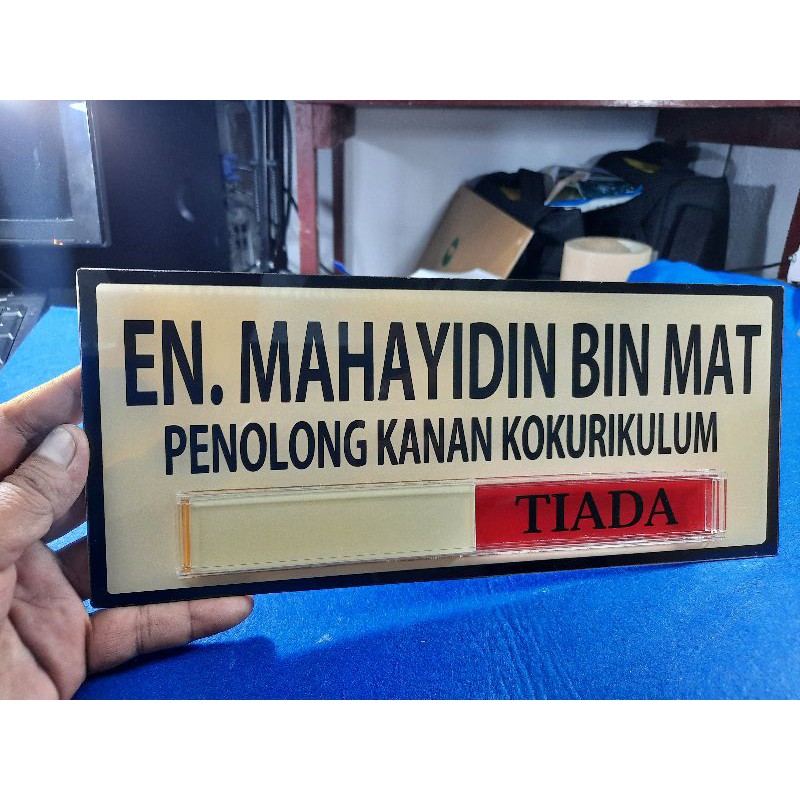 EN. MAHAYIDIN BIN MAT
PENOLONG KANAN KOKURIKULUM
TIADA